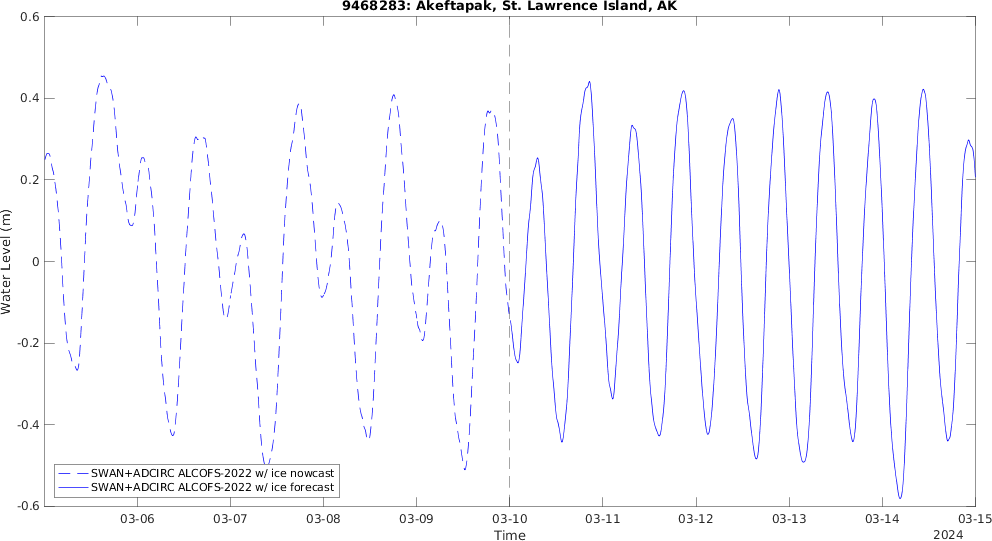 9468283: Akeftapak, St. Lawrence Island, AK
0.6
0.4
0.2
0
-0.2
-0.4
-0.6
Water Level (m)
SWAN+ADCIRC ALCOFS-2022 w/ ice nowcast
SWAN+ADCIRC ALCOFS-2022 w/ ice forecast
03-06 03-07 03-08 03-09 03-10 03-11 03-12 03-13 03-14 03-15
Time
2024